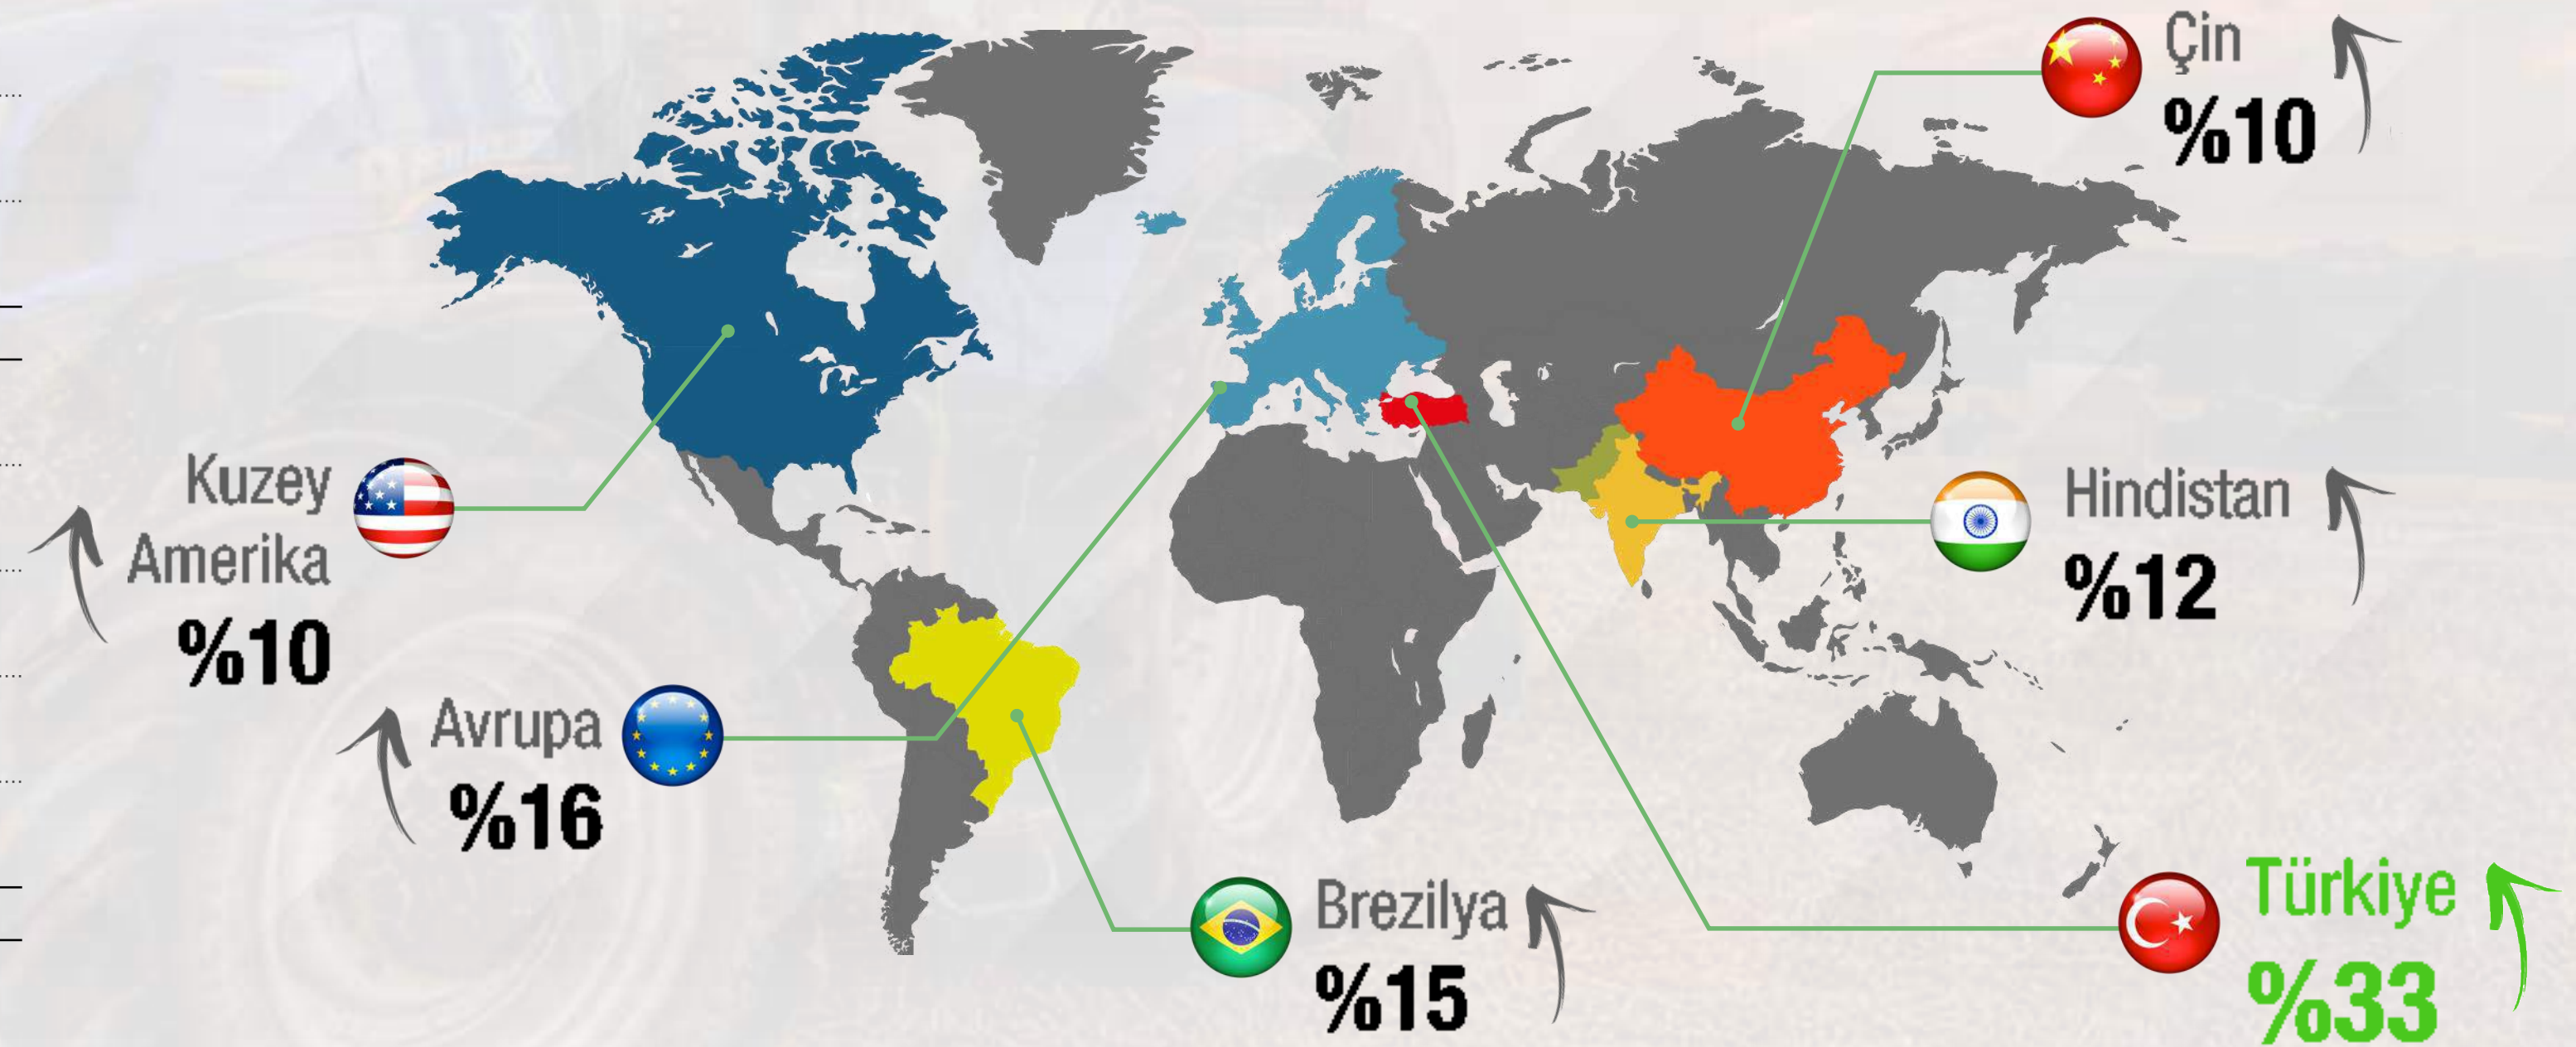 Çin
%10
Kuzey
Amerika
%10
Hindistan
%12
Avrupa
%16
Brezilya
%15
Türkiye
%33